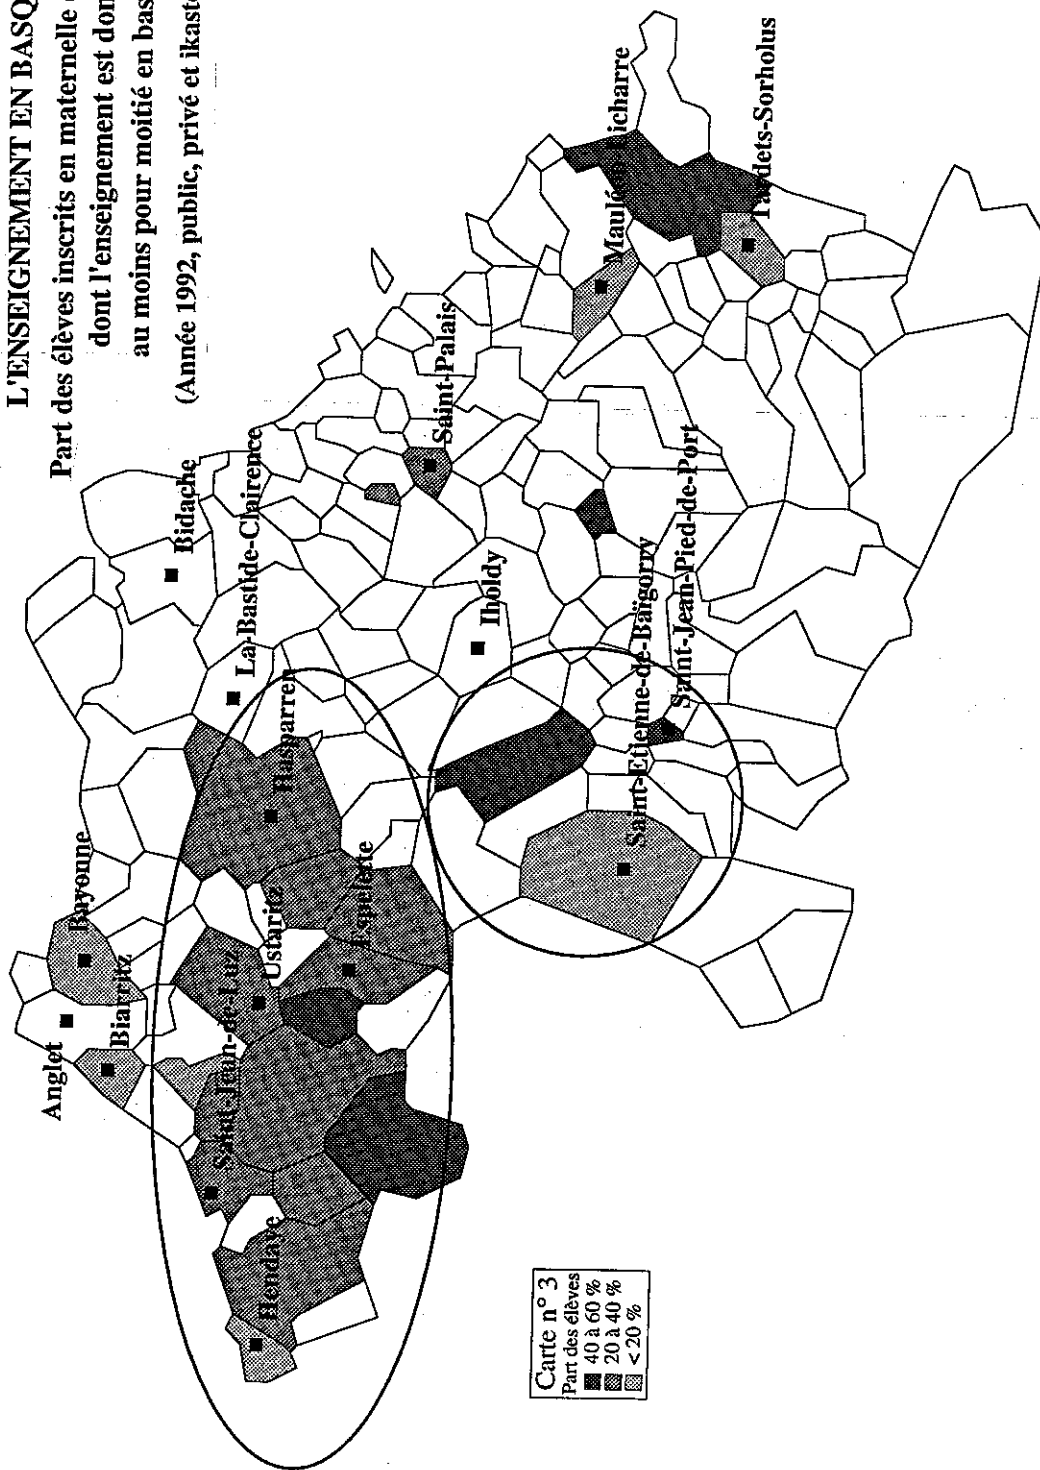 L'ENSEIGNEMENT EN BASQ
Part des élèves inscrits en maternelle
dont l'enseignement est don
au moins pour moitié en bas
(Année 1992, public, privé et ikast
Anglet
Biarritz
Bayonne
Bidache
La-Bastide-Clairence
Hasparren
Ustaritz
Saint-Jean-de-Luz
Espelette
Hendaye
Saint-Palais
Iholdy
Mauléon-Licharre
Tardets-Sorholus
Saint-Etienne-de-Baïgorry
Saint-Jean-Pied-de-Port
Carte n° 3
Part des élèves
40 à 60 %
20 à 40 %
< 20 %